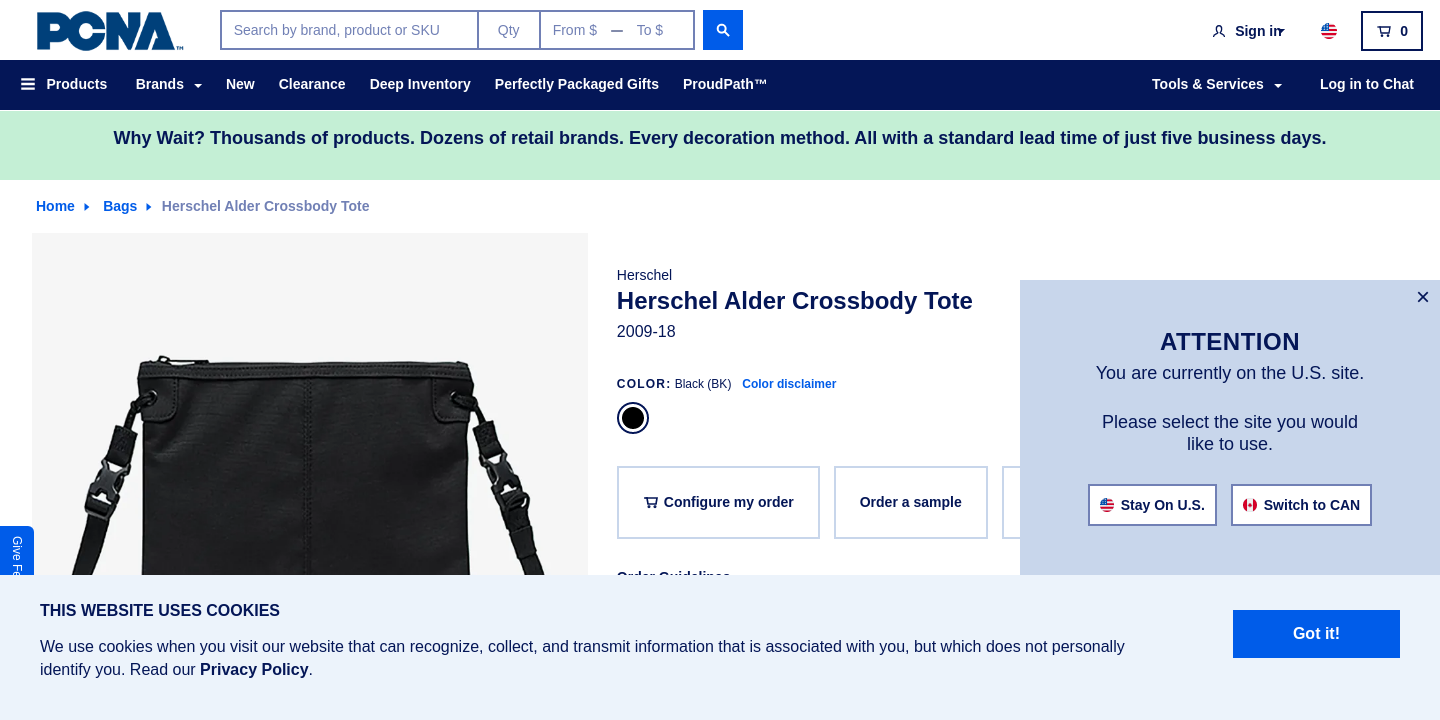 PCNA™
Search by brand, product or SKU
Qty
From $ — To $
Sign in
0
Products
Brands
New
Clearance
Deep Inventory
Perfectly Packaged Gifts
ProudPath™
Tools & Services
Log in to Chat
Why Wait? Thousands of products. Dozens of retail brands. Every decoration method. All with a standard lead time of just five business days.
Home
Bags
Herschel Alder Crossbody Tote
Herschel
Herschel Alder Crossbody Tote
2009-18
COLOR: Black (BK) Color disclaimer
Configure my order
Order a sample
×
ATTENTION
You are currently on the U.S. site.
Please select the site you would
like to use.
Stay On U.S.
Switch to CAN
Give Fe
THIS WEBSITE USES COOKIES
We use cookies when you visit our website that can recognize, collect, and transmit information that is associated with you, but which does not personally
identify you. Read our Privacy Policy.
Got it!